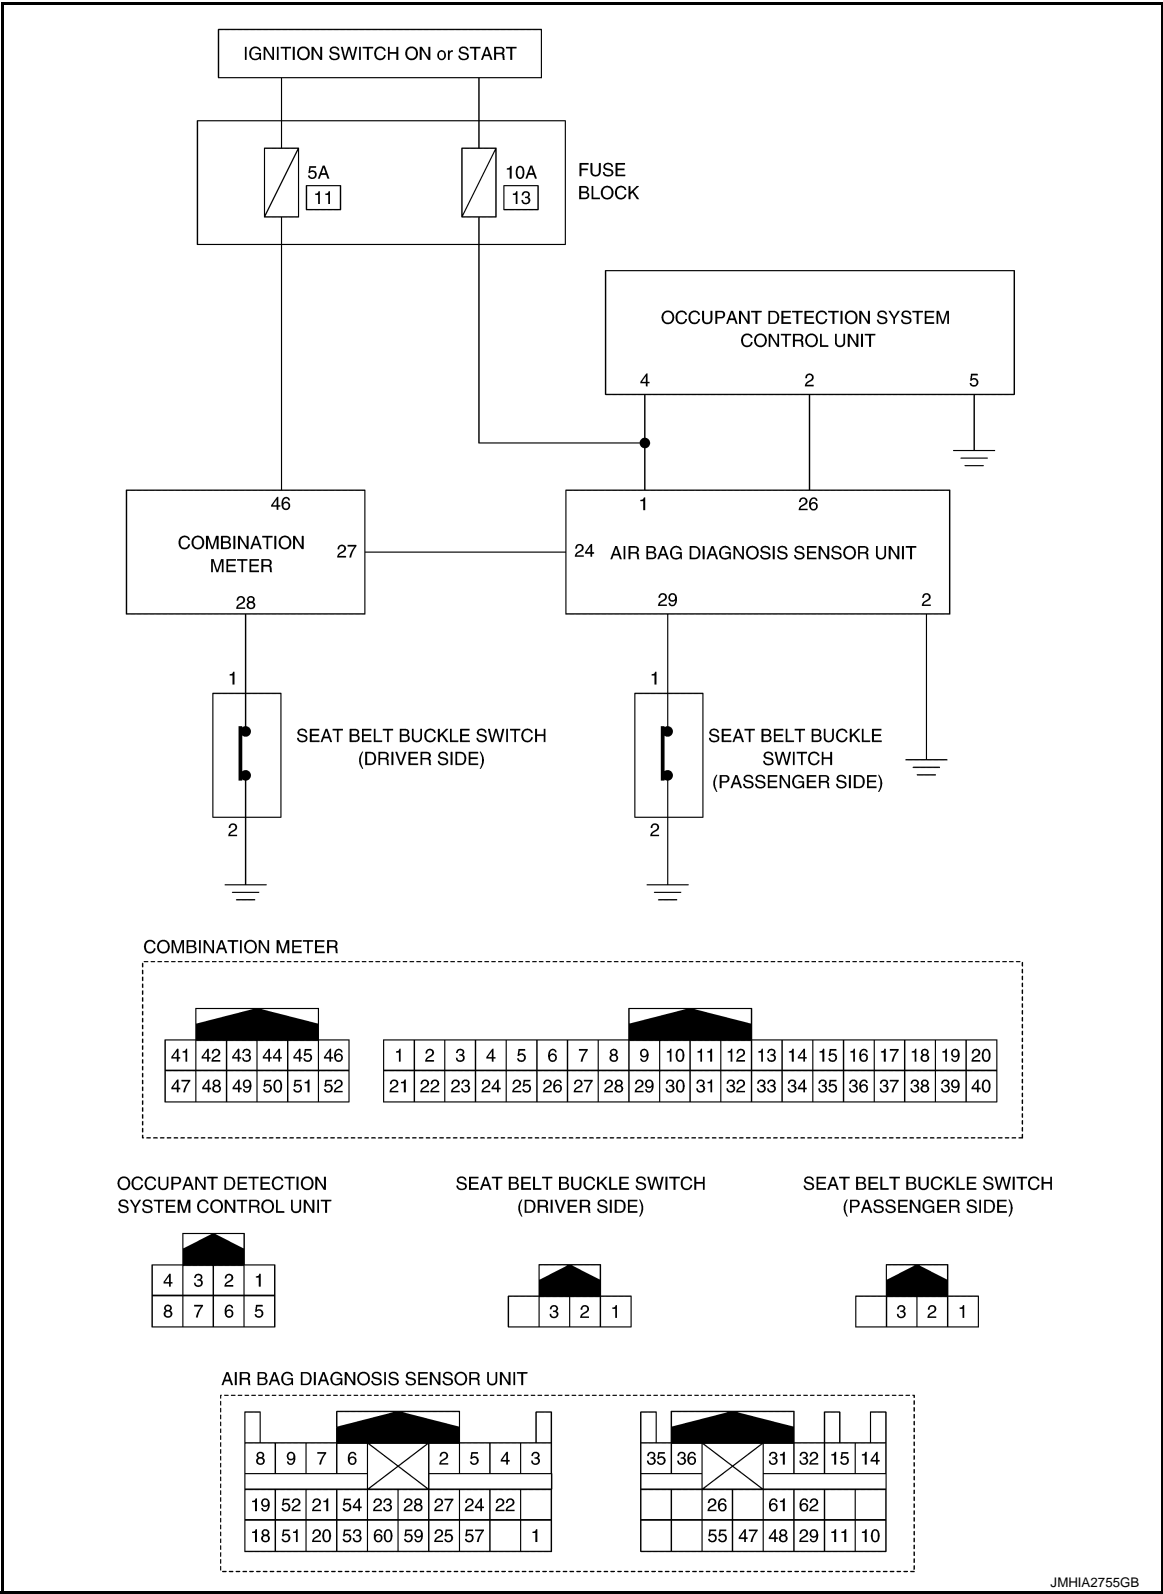 IGNITION SWITCH ON or START
5A
11
10A
13
FUSE
BLOCK
OCCUPANT DETECTION SYSTEM
CONTROL UNIT
4 2 5
46
COMBINATION
METER
27
28
1 26
24 AIR BAG DIAGNOSIS SENSOR UNIT
29 2
1
SEAT BELT BUCKLE SWITCH
(DRIVER SIDE)
2
1
SEAT BELT BUCKLE
SWITCH
(PASSENGER SIDE)
2
COMBINATION METER
41 42 43 44 45 46
47 48 49 50 51 52
1 2 3 4 5 6 7 8 9 10 11 12 13 14 15 16 17 18 19 20
21 22 23 24 25 26 27 28 29 30 31 32 33 34 35 36 37 38 39 40
OCCUPANT DETECTION
SYSTEM CONTROL UNIT
4 3 2 1
8 7 6 5
SEAT BELT BUCKLE SWITCH
(DRIVER SIDE)
3 2 1
SEAT BELT BUCKLE SWITCH
(PASSENGER SIDE)
3 2 1
AIR BAG DIAGNOSIS SENSOR UNIT
8 9 7 6 2 5 4 3
19 52 21 54 23 28 27 24 22
18 51 20 53 60 59 25 57 1
35 36 31 32 15 14
26 61 62
55 47 48 29 11 10
JMHIA2755GB